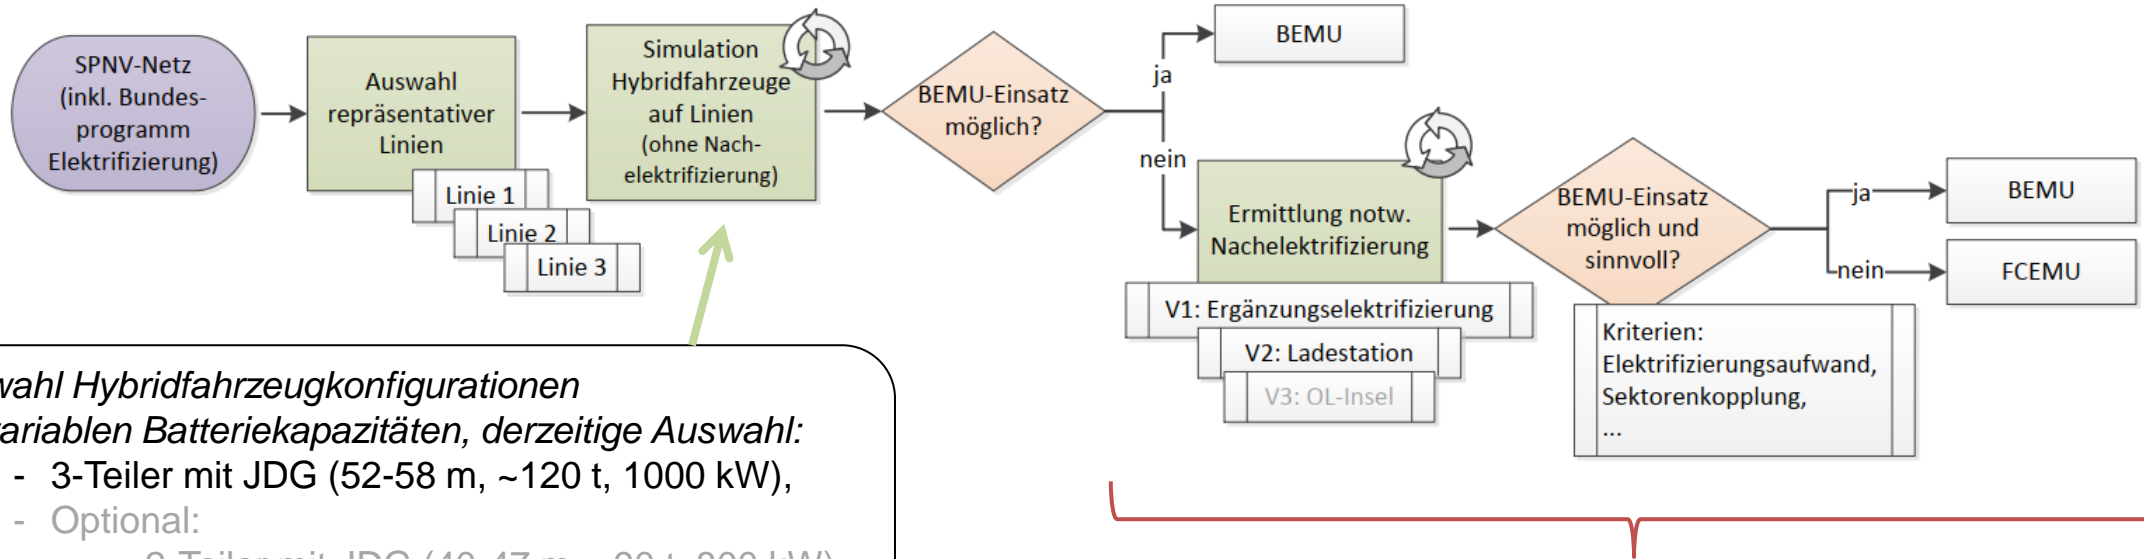 SPNV-Netz
(inkl. Bundes-
programm
Elektrifizierung)
Auswahl
repräsentativer
Linien
Linie 1
Linie 2
Linie 3
Simulation
Hybridfahrzeuge
auf Linien
(ohne Nach-
elektrifizierung)
BEMU-Einsatz
möglich?
ja
BEMU
nein
Ermittlung notw.
Nachelektrifizierung
V1: Ergänzungselektrifizierung
V2: Ladestation
V3: OL-Insel
BEMU-Einsatz
möglich und
sinnvoll?
Kriterien:
Elektrifizierungsaufwand,
Sektorenkopplung,
...
ja
BEMU
nein
FCEMU
wahl Hybridfahrzeugkonfigurationen
variablen Batteriekapazitäten, derzeitige Auswahl:
- 3-Teiler mit JDG (52-58 m, ~120 t, 1000 kW),
- Optional: